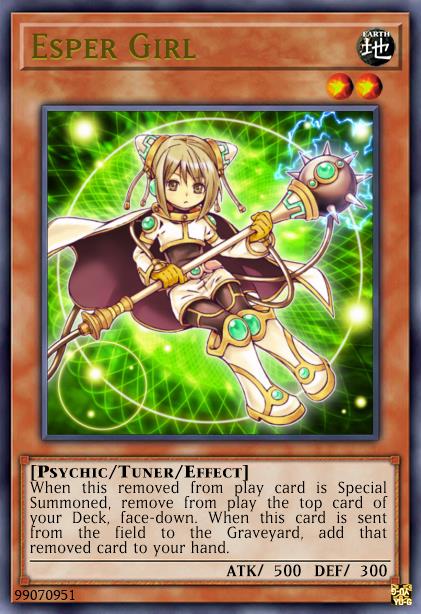 Esper Girl
EARTH
地
[Psychic/Tuner/Effect]
When this removed from play card is Special
Summoned, remove from play the top card of
your Deck, face-down. When this card is sent
from the field to the Graveyard, add that
removed card to your hand.
ATK/ 500 DEF/ 300
99070951